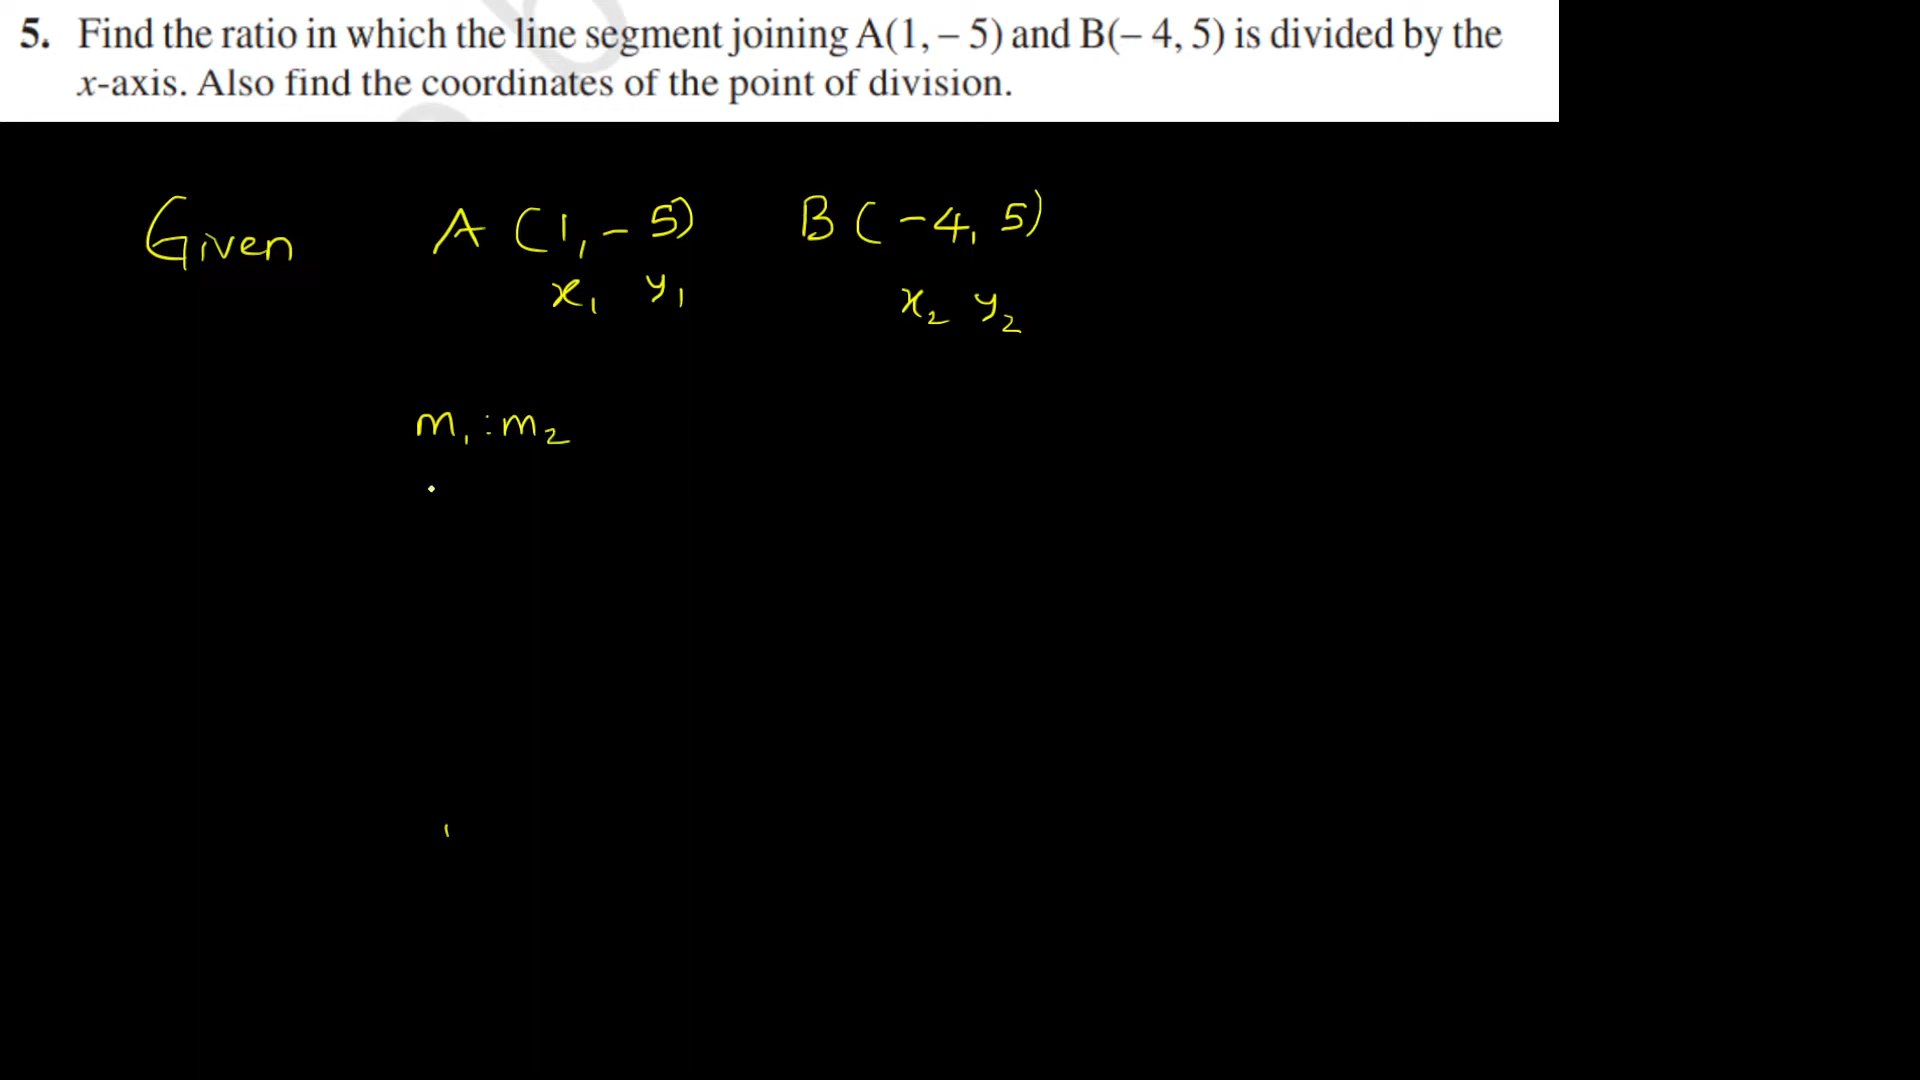 5. Find the ratio in which the line segment joining A(1, – 5) and B(– 4, 5) is divided by the
x-axis. Also find the coordinates of the point of division.
Given A (1, - 5) B (-4, 5)
x₁ y₁ x₂ y₂
m₁ : m₂